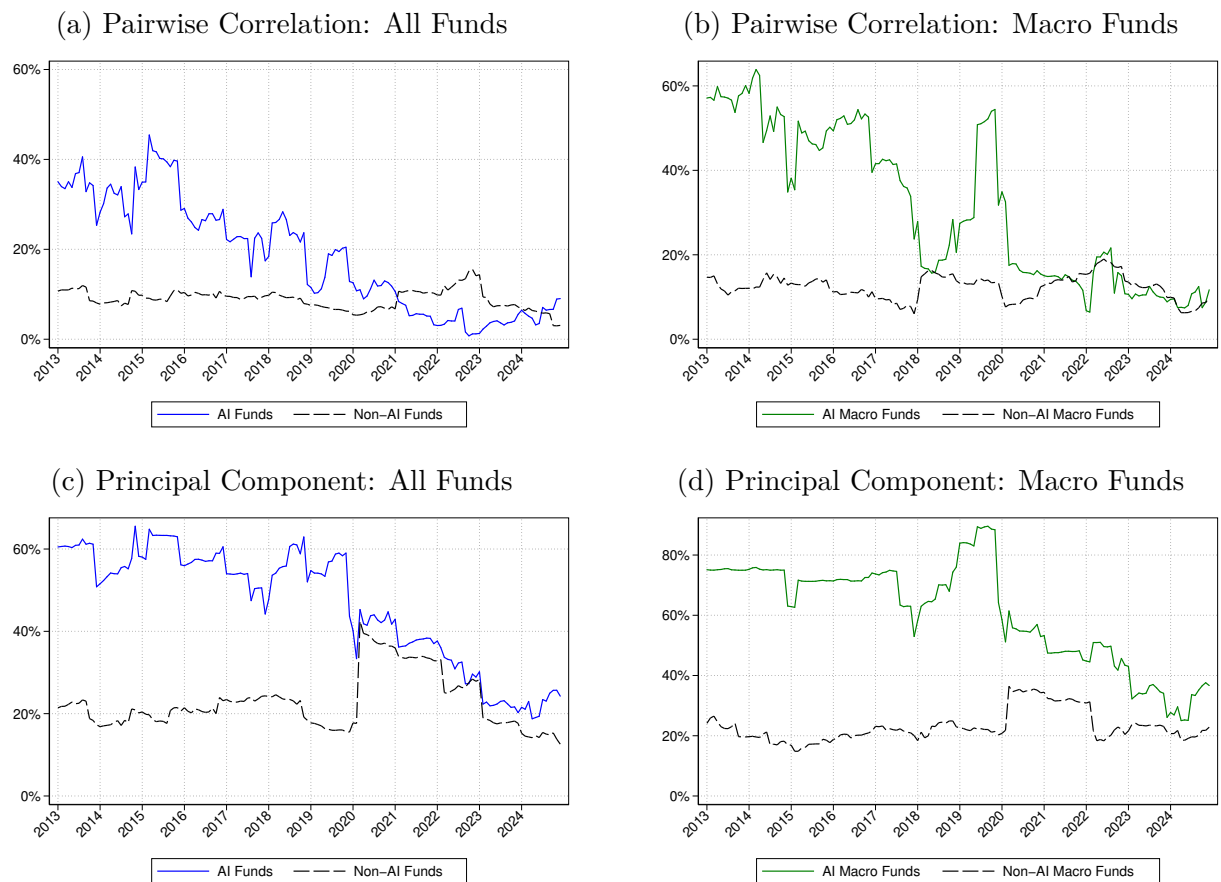 (a) Pairwise Correlation: All Funds
60%
40%
20%
0%
2013 2014 2015 2016 2017 2018 2019 2020 2021 2022 2023 2024
AI Funds Non−AI Funds
(b) Pairwise Correlation: Macro Funds
60%
40%
20%
0%
2013 2014 2015 2016 2017 2018 2019 2020 2021 2022 2023 2024
AI Macro Funds Non−AI Macro Funds
(c) Principal Component: All Funds
60%
40%
20%
0%
2013 2014 2015 2016 2017 2018 2019 2020 2021 2022 2023 2024
AI Funds Non−AI Funds
(d) Principal Component: Macro Funds
80%
60%
40%
20%
0%
2013 2014 2015 2016 2017 2018 2019 2020 2021 2022 2023 2024
AI Macro Funds Non−AI Macro Funds